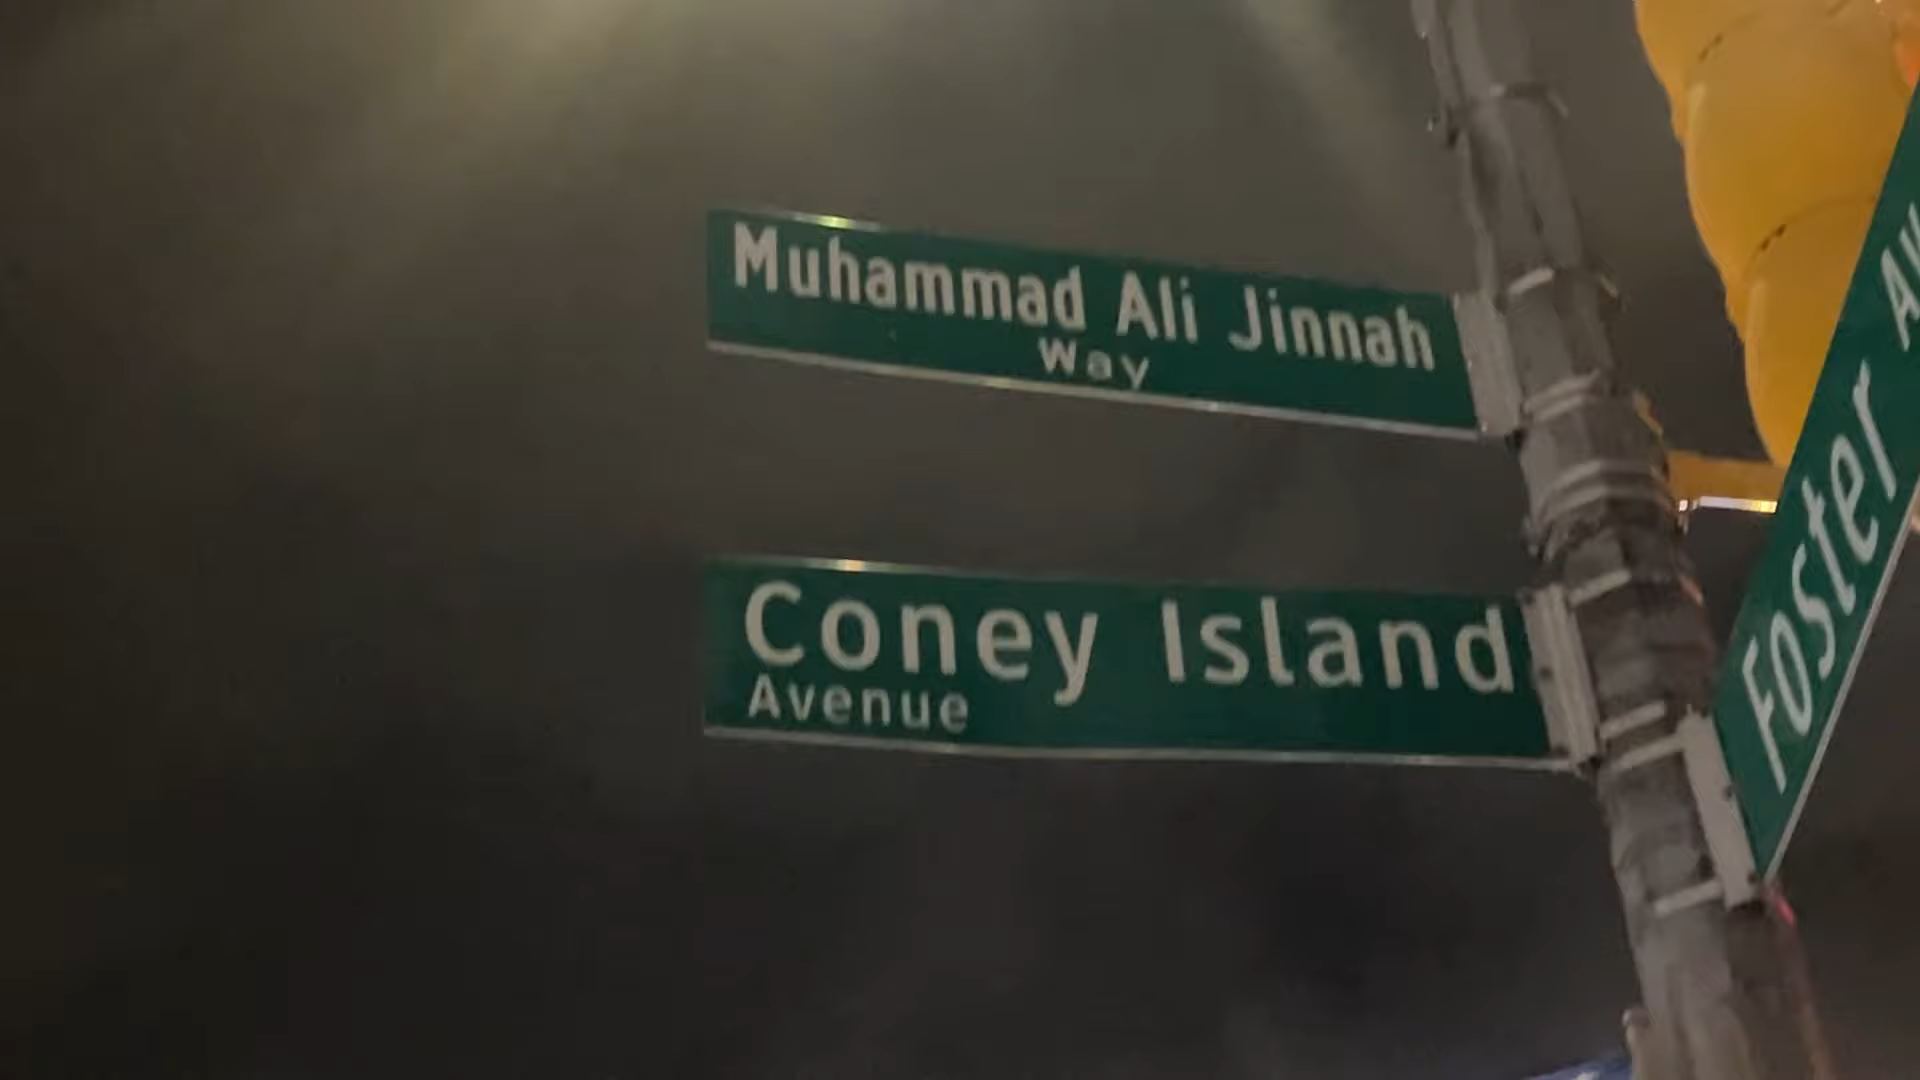 Muhammad Ali Jinnah
Way
Coney Island
Avenue
Foster